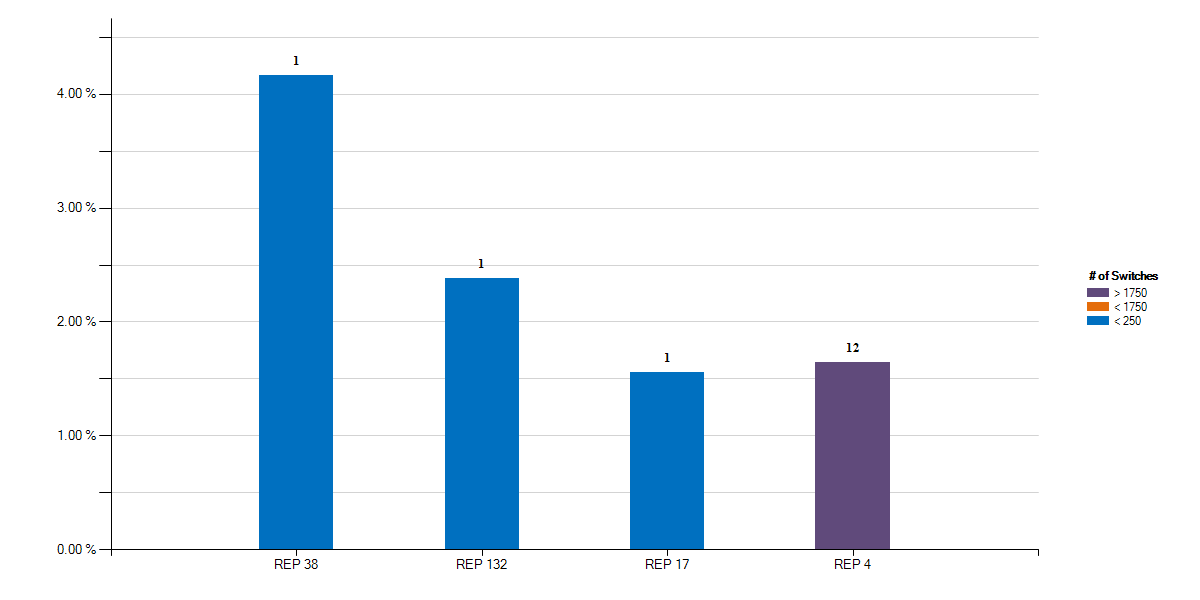 1
4.00 %
3.00 %
1
# of Switches
> 1750
< 1750
< 250
2.00 %
12
1
1.00 %
0.00 %
REP 38
REP 132
REP 17
REP 4